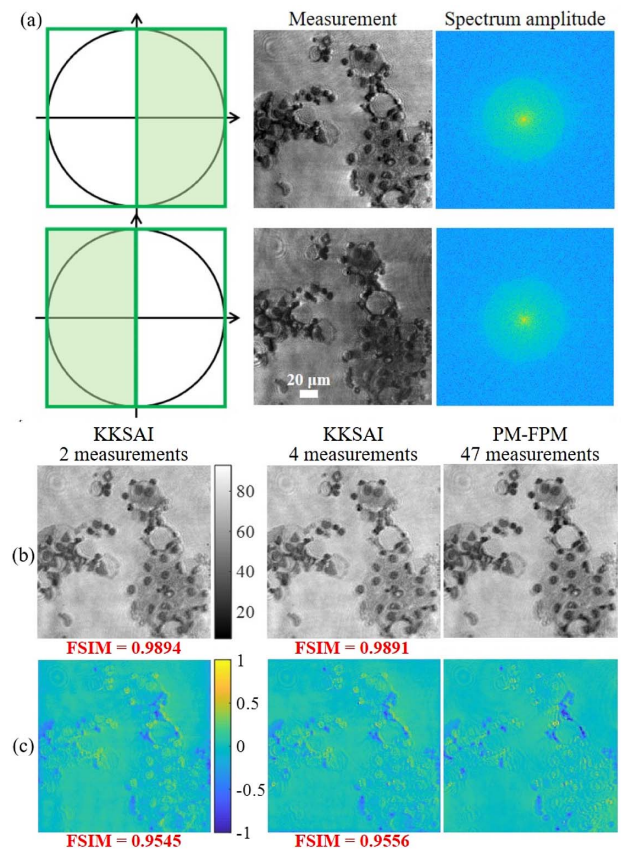 (a)
Measurement
Spectrum amplitude
20 µm
KKSAI
2 measurements
KKSAI
4 measurements
PM-FPM
47 measurements
(b)
80
60
40
20
FSIM = 0.9894
FSIM = 0.9891
(c)
1
0.5
0
-0.5
-1
FSIM = 0.9545
FSIM = 0.9556